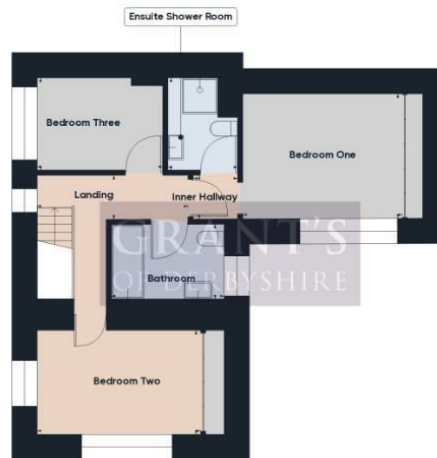 Ensuite Shower Room
Bedroom Three
Bedroom One
Landing
Inner Hallway
GRANT'S
OF DERBYSHIRE
Bathroom
Bedroom Two